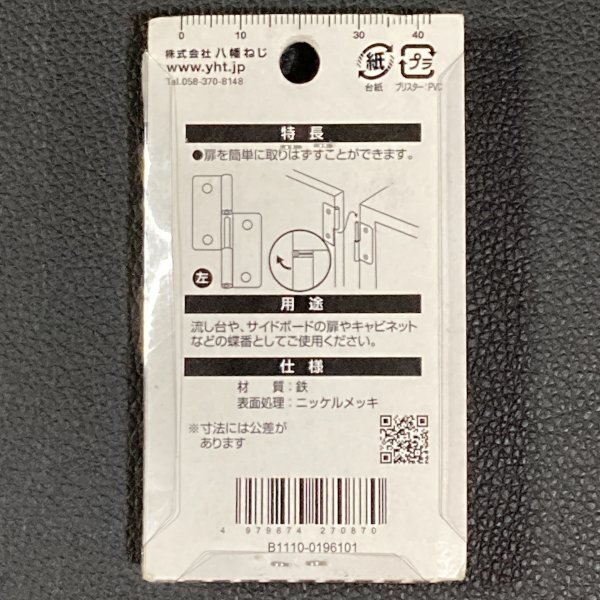 0 10 20 30 40
株式会社 八幡ねじ
www.yht.jp
Tel.058-370-8148
紙
台紙
プラ
ブリスター:PVC
特長
●扉を簡単に取りはずすことができます。
左
用途
流し台や、サイドボードの扉やキャビネット
などの蝶番としてご使用ください。
仕様
材質:鉄
表面処理:ニッケルメッキ
※寸法には公差が
あります
4 979874 270870
B1110-0196101